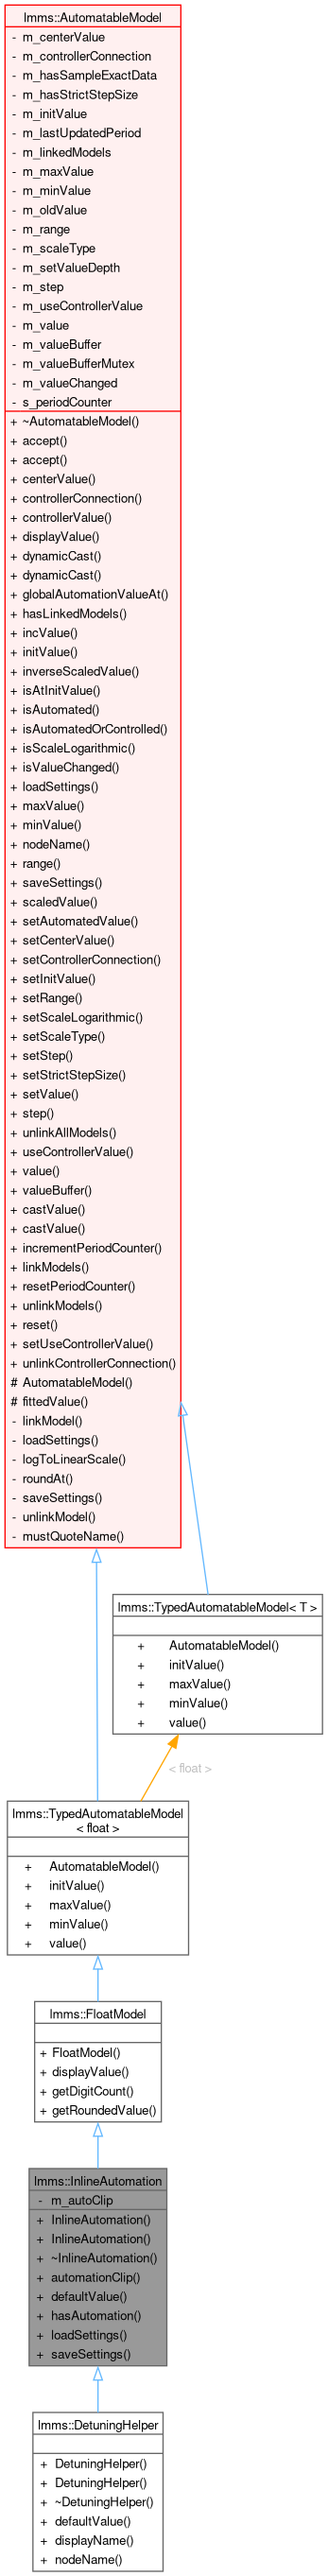 lmms::AutomatableModel
- m_centerValue
- m_controllerConnection
- m_hasSampleExactData
- m_hasStrictStepSize
- m_initValue
- m_lastUpdatedPeriod
- m_linkedModels
- m_maxValue
- m_minValue
- m_oldValue
- m_range
- m_scaleType
- m_setValueDepth
- m_step
- m_useControllerValue
- m_value
- m_valueBuffer
- m_valueBufferMutex
- m_valueChanged
- s_periodCounter
+ ~AutomatableModel()
+ accept()
+ accept()
+ centerValue()
+ controllerConnection()
+ controllerValue()
+ displayValue()
+ dynamicCast()
+ dynamicCast()
+ globalAutomationValueAt()
+ hasLinkedModels()
+ incValue()
+ initValue()
+ inverseScaledValue()
+ isAtInitValue()
+ isAutomated()
+ isAutomatedOrControlled()
+ isScaleLogarithmic()
+ isValueChanged()
+ loadSettings()
+ maxValue()
+ minValue()
+ nodeName()
+ range()
+ saveSettings()
+ scaledValue()
+ setAutomatedValue()
+ setCenterValue()
+ setControllerConnection()
+ setInitValue()
+ setRange()
+ setScaleLogarithmic()
+ setScaleType()
+ setStep()
+ setStrictStepSize()
+ setValue()
+ step()
+ unlinkAllModels()
+ useControllerValue()
+ value()
+ valueBuffer()
+ castValue()
+ castValue()
+ incrementPeriodCounter()
+ linkModels()
+ resetPeriodCounter()
+ unlinkModels()
+ reset()
+ setUseControllerValue()
+ unlinkControllerConnection()
# AutomatableModel()
# fittedValue()
- linkModel()
- loadSettings()
- logToLinearScale()
- roundAt()
- saveSettings()
- unlinkModel()
- mustQuoteName()
lmms::TypedAutomatableModel< T >
+ AutomatableModel()
+ initValue()
+ maxValue()
+ minValue()
+ value()
< float >
lmms::TypedAutomatableModel
< float >
+ AutomatableModel()
+ initValue()
+ maxValue()
+ minValue()
+ value()
lmms::FloatModel
+ FloatModel()
+ displayValue()
+ getDigitCount()
+ getRoundedValue()
lmms::InlineAutomation
- m_autoClip
+ InlineAutomation()
+ InlineAutomation()
+ ~InlineAutomation()
+ automationClip()
+ defaultValue()
+ hasAutomation()
+ loadSettings()
+ saveSettings()
lmms::DetuningHelper
+ DetuningHelper()
+ DetuningHelper()
+ ~DetuningHelper()
+ defaultValue()
+ displayName()
+ nodeName()